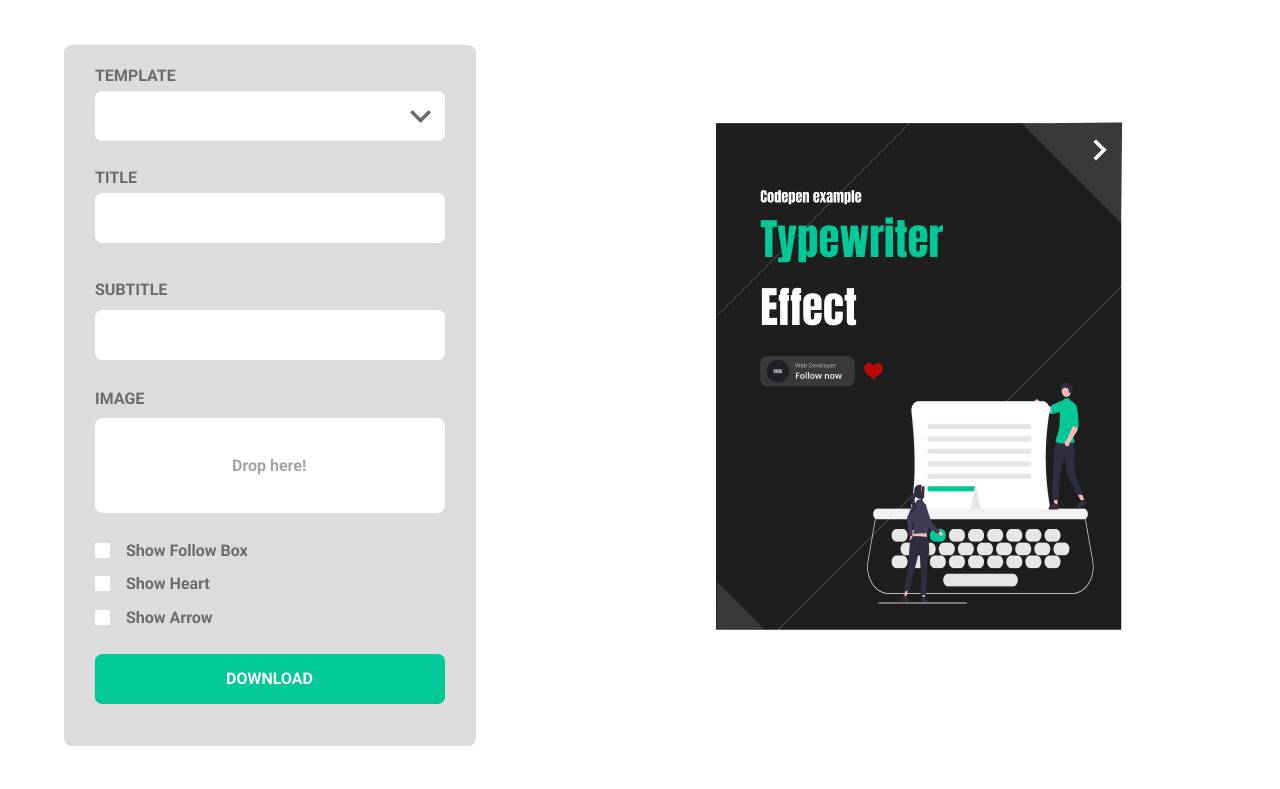 TEMPLATE
TITLE
SUBTITLE
IMAGE
Drop here!
Show Follow Box
Show Heart
Show Arrow
DOWNLOAD
Codepen example
Typewriter
Effect
Web Developer
Follow now